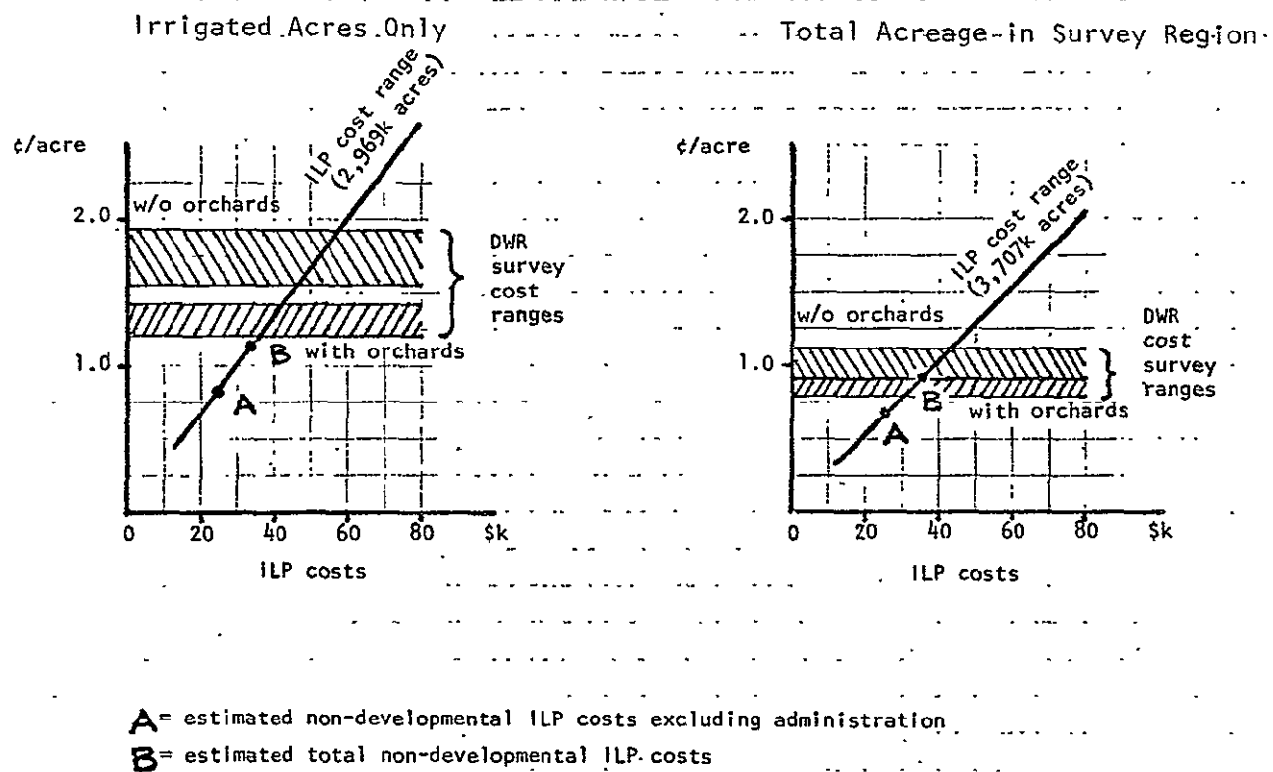 Irrigated Acres Only
Total Acreage in Survey Region
¢/acre
2.0
1.0
w/o orchards
ILP cost range
(2,969k acres)
DWR
survey
cost
ranges
B with orchards
A
0 20 40 60 80 $k
ILP costs
¢/acre
2.0
1.0
w/o orchards
ILP cost range
(3,707k acres)
DWR
cost
survey
ranges
B
with orchards
A
0 20 40 60 80 $k
ILP costs
A = estimated non-developmental ILP costs excluding administration
B = estimated total non-developmental ILP costs